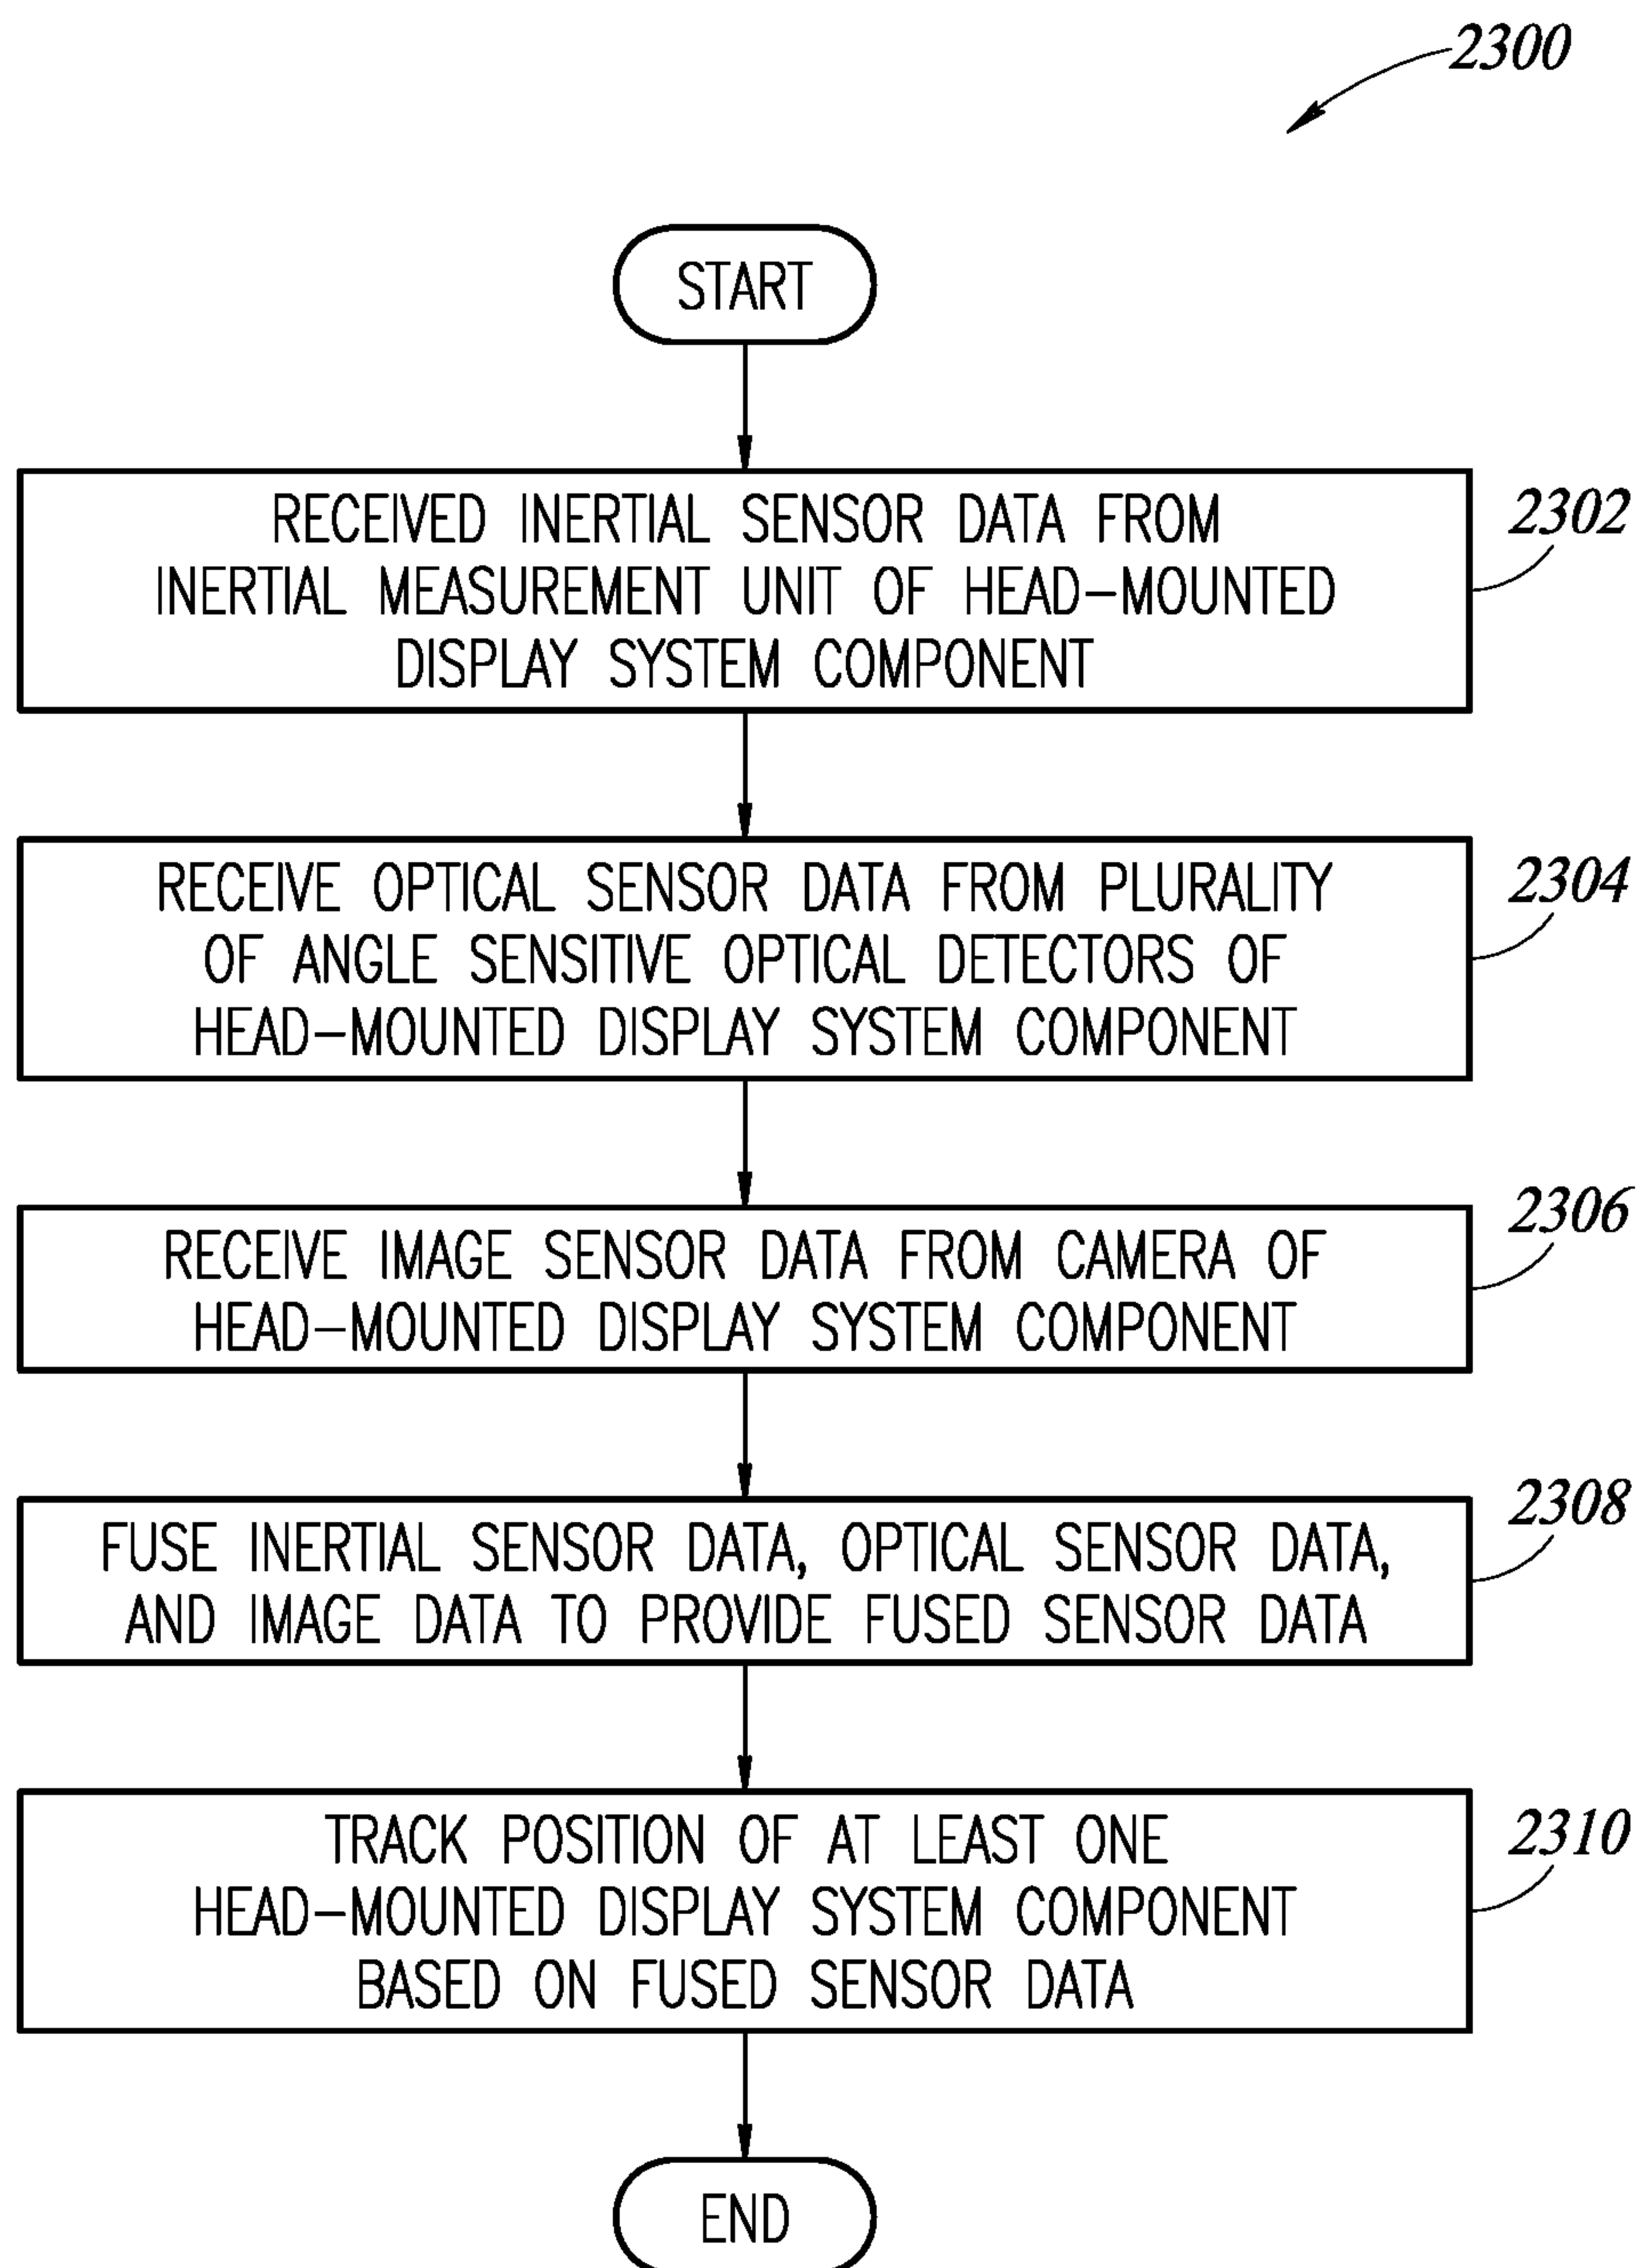 2300
START
RECEIVED INERTIAL SENSOR DATA FROM
INERTIAL MEASUREMENT UNIT OF HEAD-MOUNTED
DISPLAY SYSTEM COMPONENT
2302
RECEIVE OPTICAL SENSOR DATA FROM PLURALITY
OF ANGLE SENSITIVE OPTICAL DETECTORS OF
HEAD-MOUNTED DISPLAY SYSTEM COMPONENT
2304
RECEIVE IMAGE SENSOR DATA FROM CAMERA OF
HEAD-MOUNTED DISPLAY SYSTEM COMPONENT
2306
FUSE INERTIAL SENSOR DATA, OPTICAL SENSOR DATA,
AND IMAGE DATA TO PROVIDE FUSED SENSOR DATA
2308
TRACK POSITION OF AT LEAST ONE
HEAD-MOUNTED DISPLAY SYSTEM COMPONENT
BASED ON FUSED SENSOR DATA
2310
END